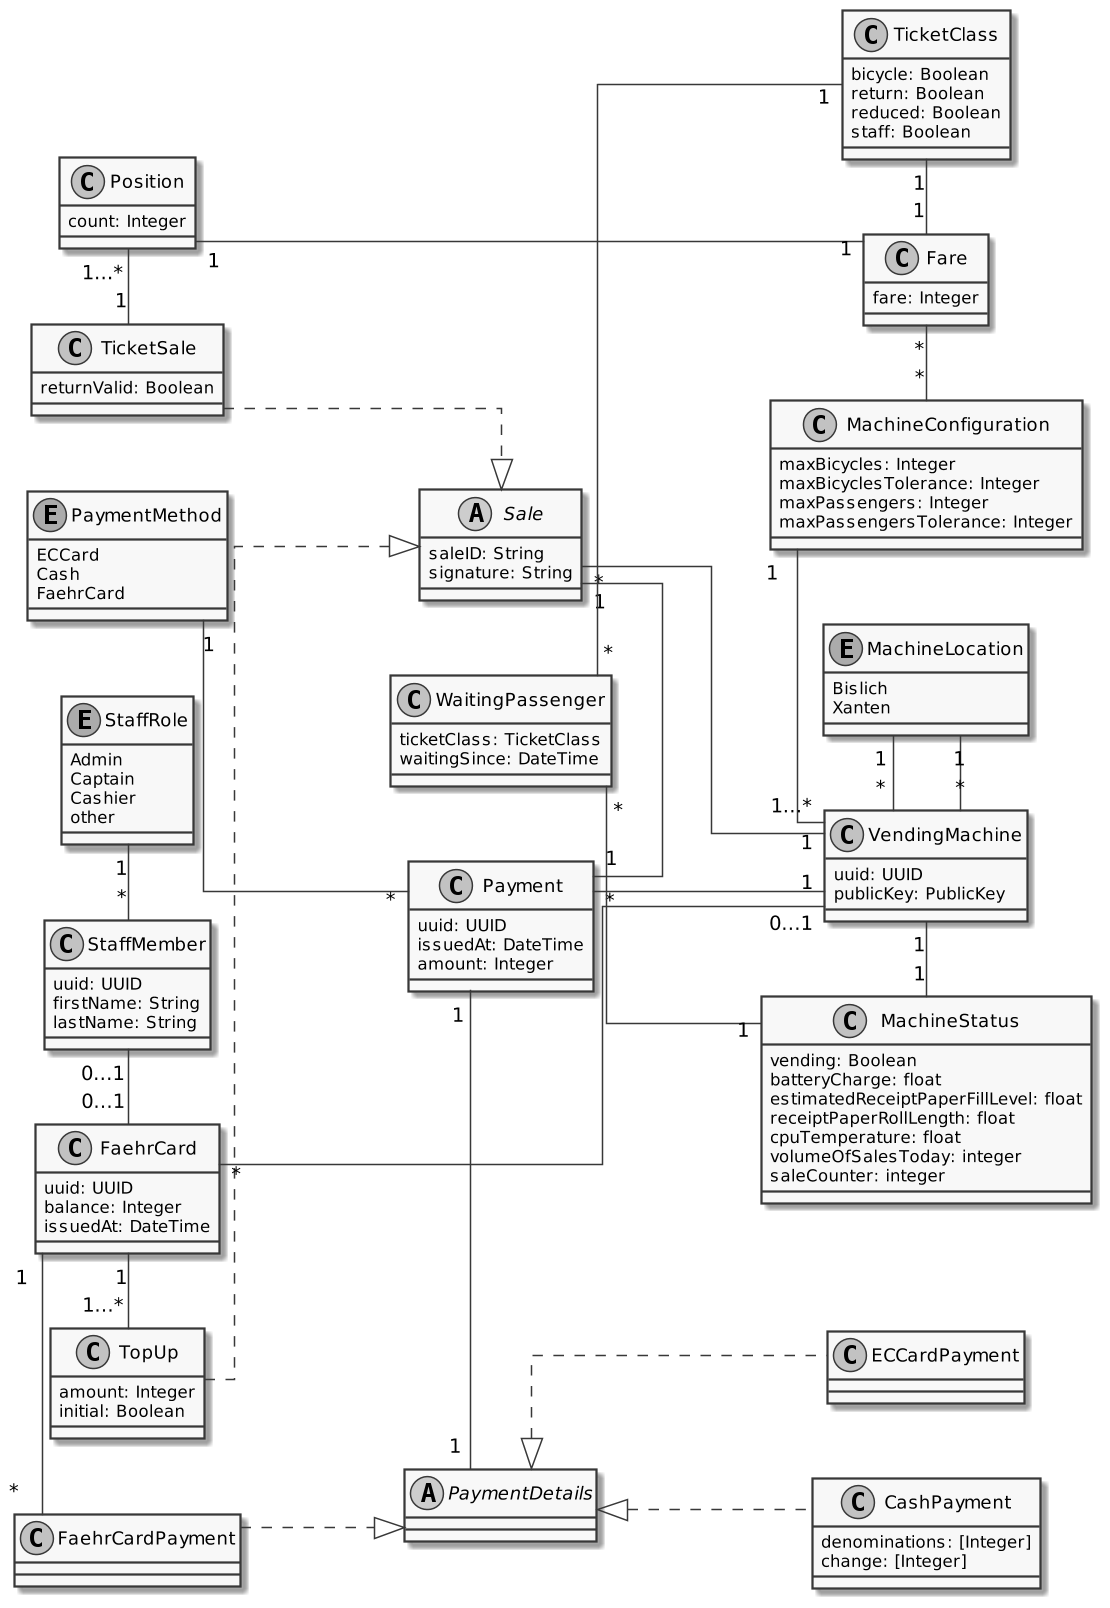 C TicketClass
bicycle: Boolean
return: Boolean
reduced: Boolean
staff: Boolean
1
1
1
C Position
count: Integer
1
1
1...*
1
C Fare
fare: Integer
*
*
C TicketSale
returnValid: Boolean
C MachineConfiguration
maxBicycles: Integer
maxBicyclesTolerance: Integer
maxPassengers: Integer
maxPassengersTolerance: Integer
1
E PaymentMethod
ECCard
Cash
FaehrCard
1
A Sale
saleID: String
signature: String
*
1
*
E MachineLocation
Bislich
Xanten
1
1
*
*
C WaitingPassenger
ticketClass: TicketClass
waitingSince: DateTime
*
E StaffRole
Admin
Captain
Cashier
other
1
*
1...*
1
1
0...1
C VendingMachine
uuid: UUID
publicKey: PublicKey
1
1
1
*
*
C Payment
uuid: UUID
issuedAt: DateTime
amount: Integer
1
C StaffMember
uuid: UUID
firstName: String
lastName: String
0...1
0...1
1
C MachineStatus
vending: Boolean
batteryCharge: float
estimatedReceiptPaperFillLevel: float
receiptPaperRollLength: float
cpuTemperature: float
volumeOfSalesToday: integer
saleCounter: integer
C FaehrCard
uuid: UUID
balance: Integer
issuedAt: DateTime
*
1
1
1...*
C TopUp
amount: Integer
initial: Boolean
C ECCardPayment
1
A PaymentDetails
*
C FaehrCardPayment
C CashPayment
denominations: [Integer]
change: [Integer]